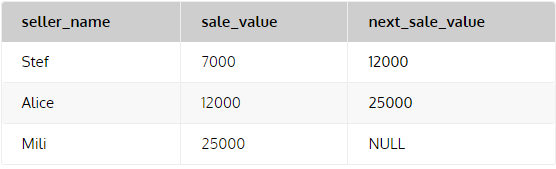 seller_name sale_value next_sale_value
Stef 7000 12000
Alice 12000 25000
Mili 25000 NULL